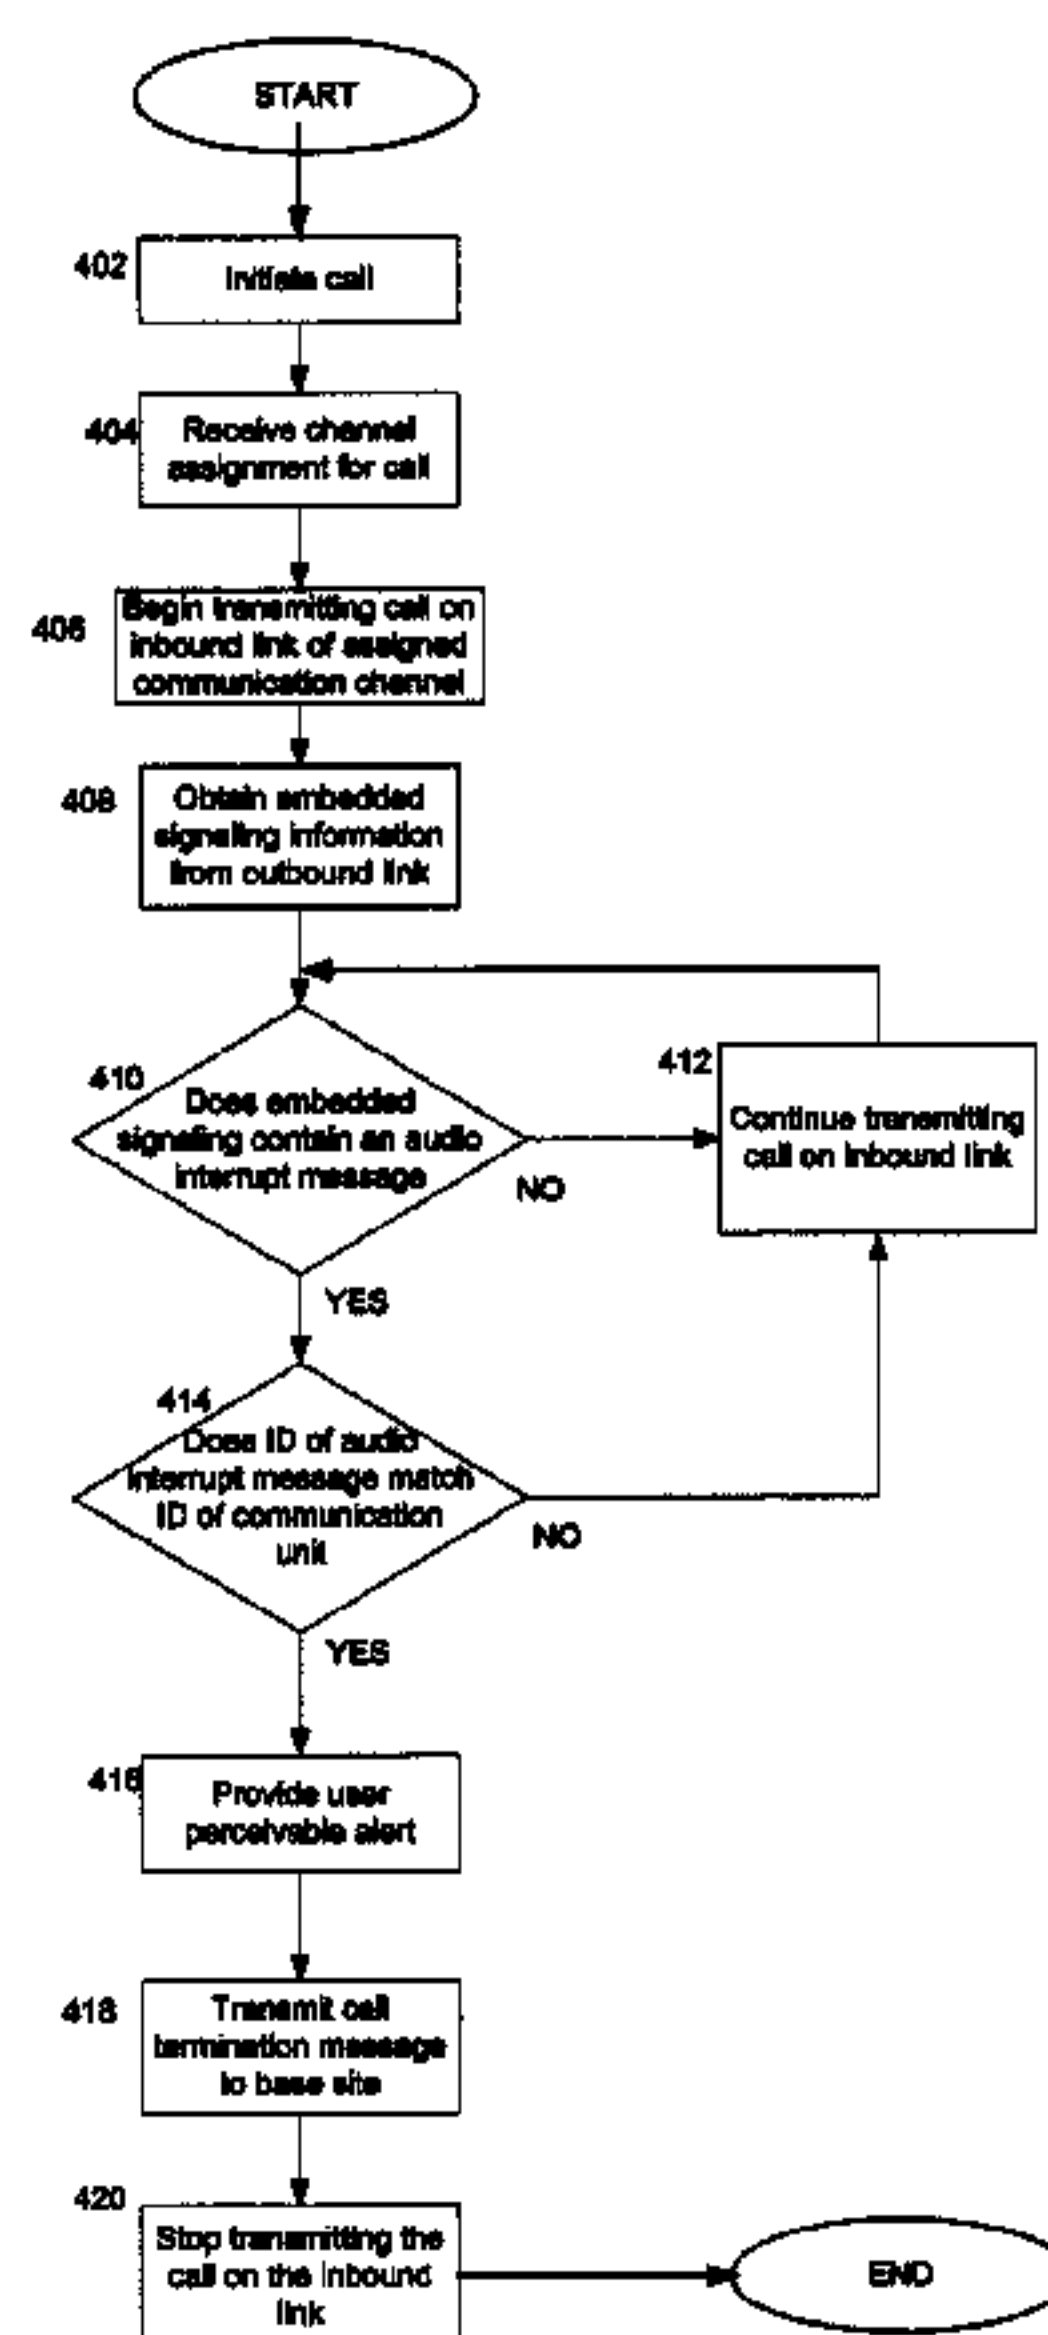 START
402
Initiate call
404
Receive channel
assignment for call
406
Begin transmitting call on
inbound link of assigned
communication channel
408
Obtain embedded
signaling information
from outbound link
410
Does embedded
signaling contain an audio
interrupt message
NO
412
Continue transmitting
call on inbound link
YES
414
Does ID of audio
interrupt message match
ID of communication
unit
NO
YES
416
Provide user
perceivable alert
418
Transmit call
termination message
to base site
420
Stop transmitting the
call on the inbound
link
END